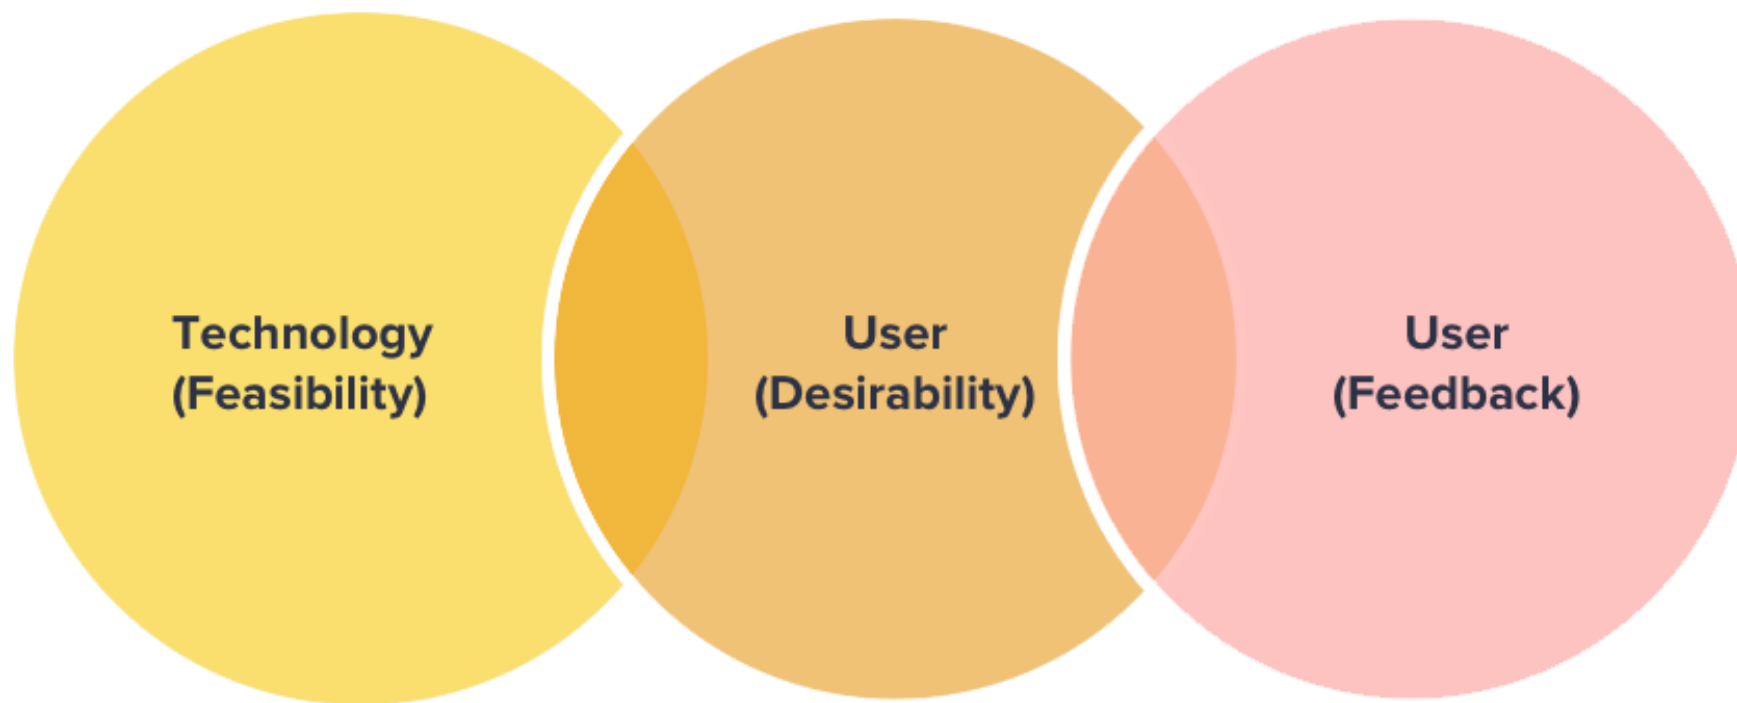 Technology
(Feasibility)
User
(Desirability)
User
(Feedback)